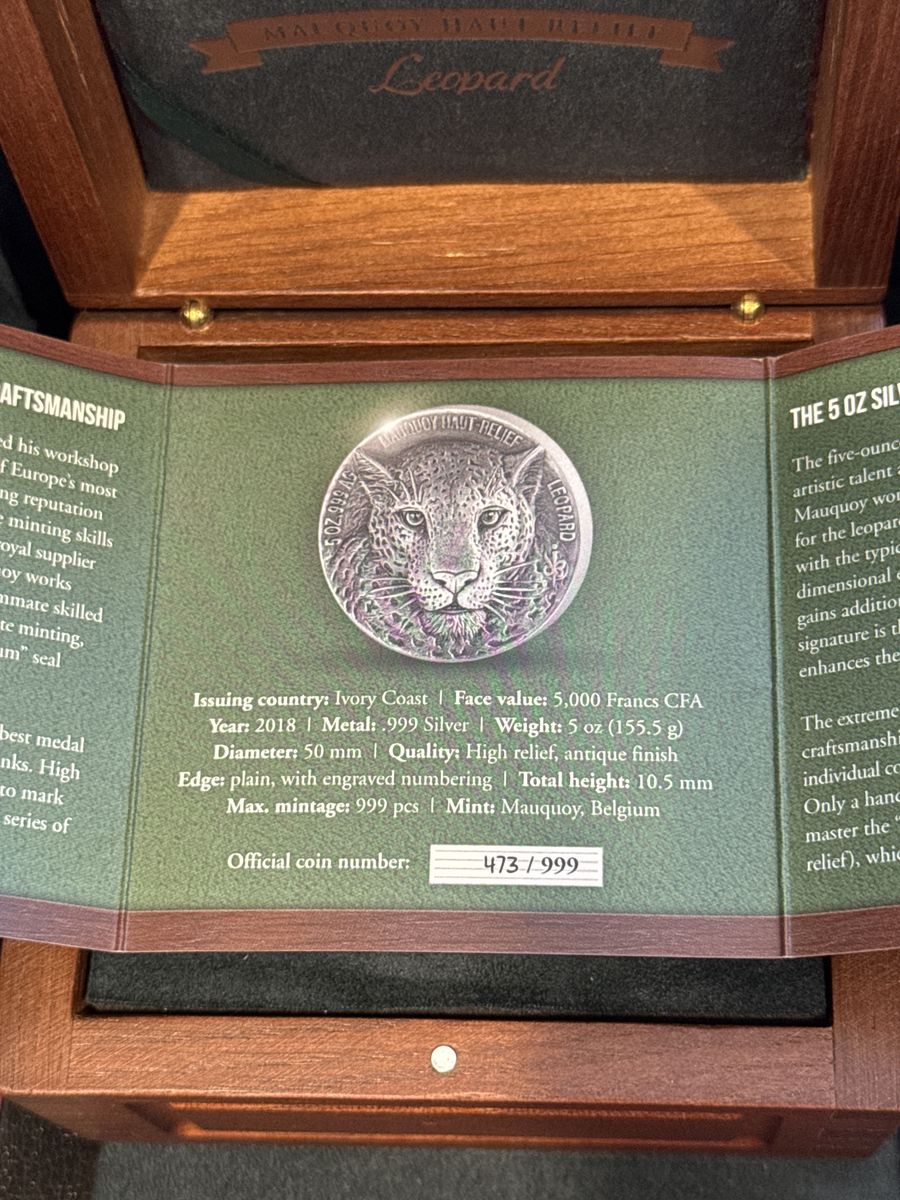 MAUQUOY HAUT RELIEF
Leopard
RAFTSMANSHIP
ed his workshop
f Europe's most
ng reputation
e minting skills
royal supplier
oy works
mmate skilled
te minting,
um" seal
best medal
nks. High
to mark
series of
MAUQUOY HAUT-RELIEF
5 OZ .999 AG
LEOPARD
Issuing country: Ivory Coast | Face value: 5,000 Francs CFA
Year: 2018 | Metal: .999 Silver | Weight: 5 oz (155.5 g)
Diameter: 50 mm | Quality: High relief, antique finish
Edge: plain, with engraved numbering | Total height: 10.5 mm
Max. mintage: 999 pcs | Mint: Mauquoy, Belgium
Official coin number: 473 / 999
THE 5 OZ SILV
The five-ounc
artistic talent a
Mauquoy wor
for the leopar
with the typic
dimensional e
gains additio
signature is th
enhances the
The extreme
craftsmanshi
individual co
Only a hand
master the "
relief), whic